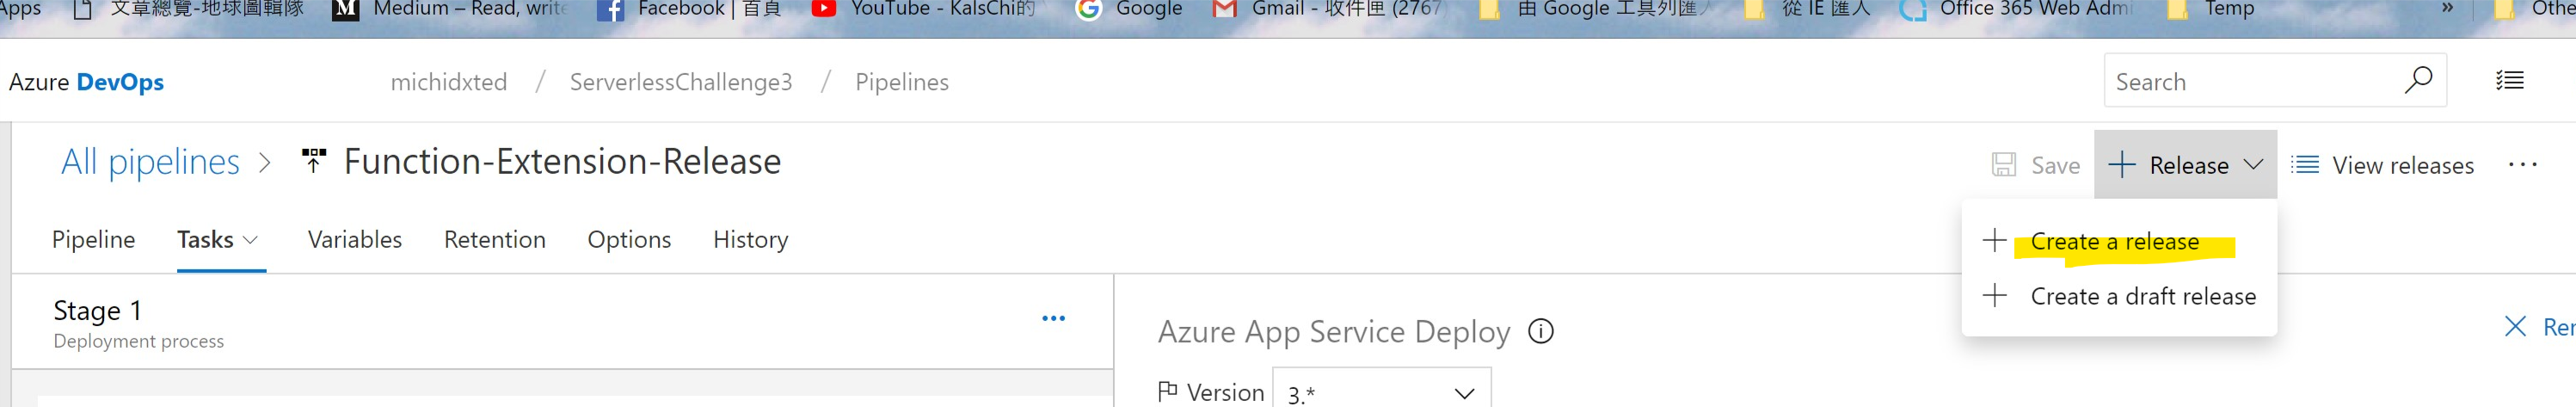 Apps 文章總覽-地球圖輯隊 M Medium – Read, write Facebook | 首頁 YouTube - KalsChi的 Google Gmail - 收件匣 (2767 由 Google 工具列匯入 從 IE 匯入 Office 365 Web Admi Temp » Othe
Azure DevOps michidxted / ServerlessChallenge3 / Pipelines Search
All pipelines > Function-Extension-Release Save + Release View releases ...
Pipeline Tasks Variables Retention Options History
+ Create a release
+ Create a draft release
Stage 1 ...
Deployment process
Azure App Service Deploy Rem
Version 3.*